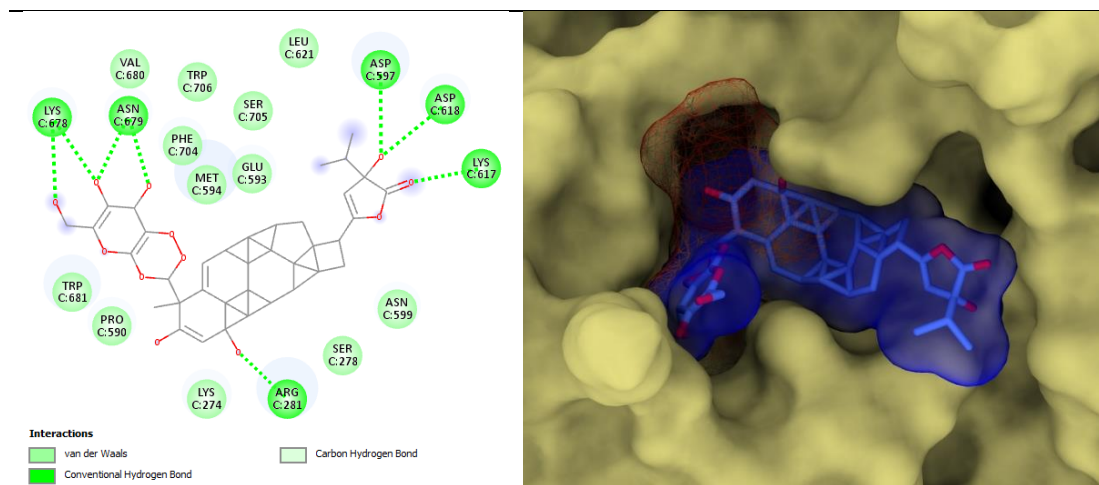 LEU
C:621
VAL
C:680
ASP
C:597
TRP
C:706
ASP
C:618
LYS
C:678
ASN
C:679
SER
C:705
PHE
C:704
LYS
C:617
MET
C:594
GLU
C:593
TRP
C:681
PRO
C:590
ASN
C:599
SER
C:278
LYS
C:274
ARG
C:281
Interactions
van der Waals
Conventional Hydrogen Bond
Carbon Hydrogen Bond